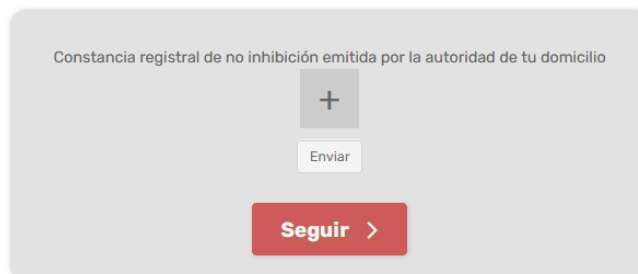 Constancia registral de no inhibición emitida por la autoridad de tu domicilio
+
Enviar
Seguir >